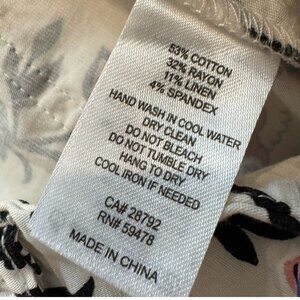 53% COTTON
32% RAYON
11% LINEN
4% SPANDEX
HAND WASH IN COOL WATER
DRY CLEAN
DO NOT BLEACH
DO NOT TUMBLE DRY
HANG TO DRY
COOL IRON IF NEEDED
CA# 28792
RN# 59478
MADE IN CHINA